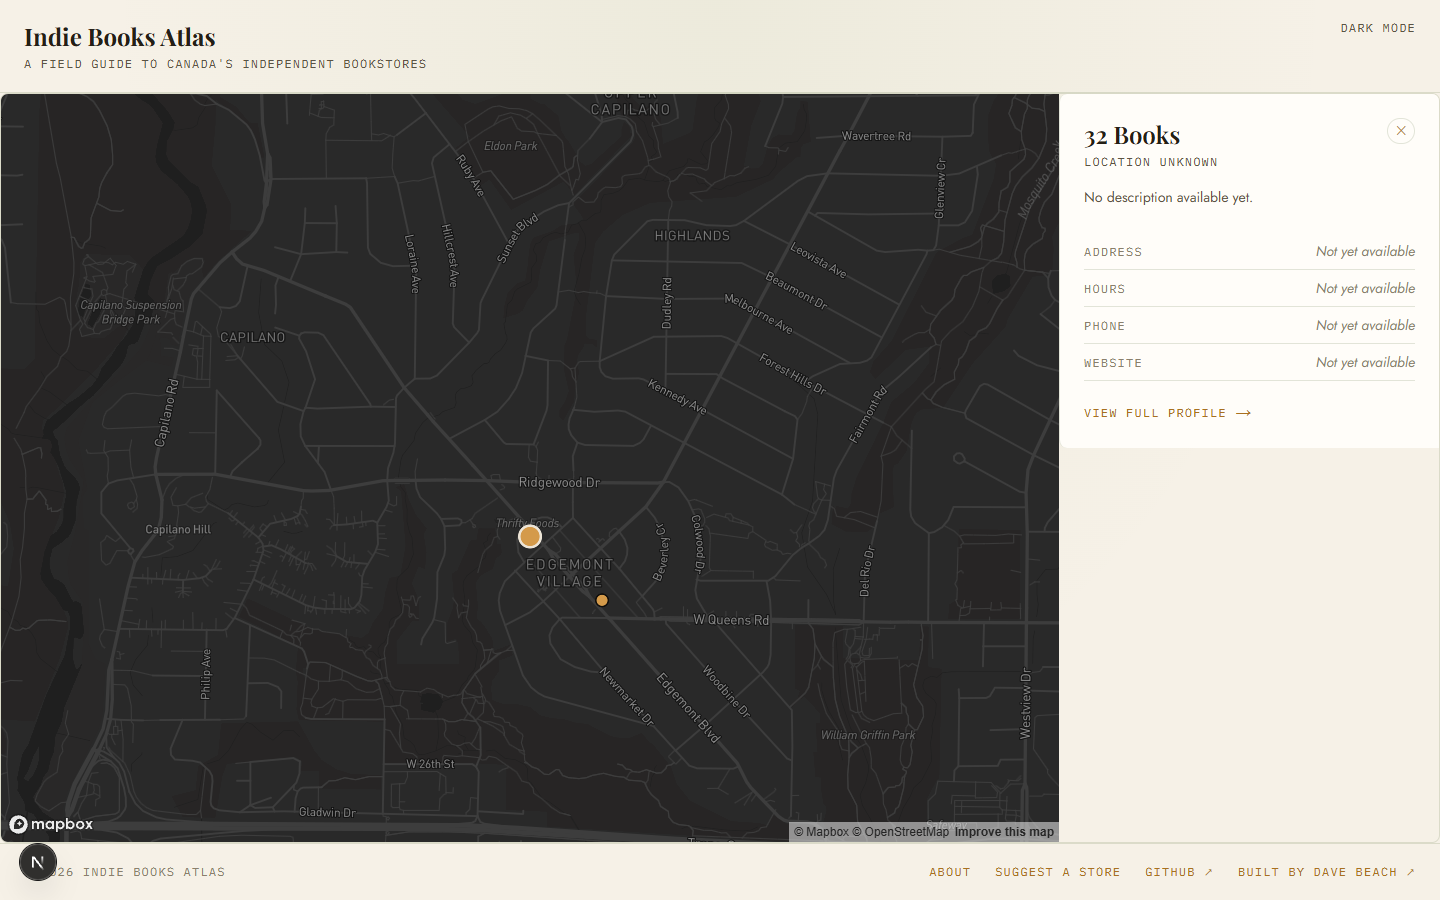 Indie Books Atlas
A FIELD GUIDE TO CANADA'S INDEPENDENT BOOKSTORES
DARK MODE
UPPER
CAPILANO
Eldon Park
Wavertree Rd
Ruby Ave
Glenview Cr
Mosquito Creek
Sunset Blvd
Loraine Ave
Hillcrest Ave
HIGHLANDS
Leovista Ave
Beaumont Dr
Dudley Rd
Melbourne Ave
Capilano Suspension
Bridge Park
CAPILANO
Forest Hills Dr
Kennedy Ave
Capilano Rd
Fairmont Rd
Ridgewood Dr
Thrifty Foods
Capilano Hill
Beverley Cr
Colwood Dr
EDGEMONT
VILLAGE
Del Rio Dr
W Queens Rd
Philip Ave
Newmarket Dr
Edgemont Blvd
Woodbine Dr
Westview Dr
William Griffin Park
W 26th St
Gladwin Dr
Safeway
mapbox
© Mapbox © OpenStreetMap Improve this map
32 Books
LOCATION UNKNOWN
No description available yet.
ADDRESS Not yet available
HOURS Not yet available
PHONE Not yet available
WEBSITE Not yet available
VIEW FULL PROFILE →
N
26 INDIE BOOKS ATLAS
ABOUT SUGGEST A STORE GITHUB ↗ BUILT BY DAVE BEACH ↗